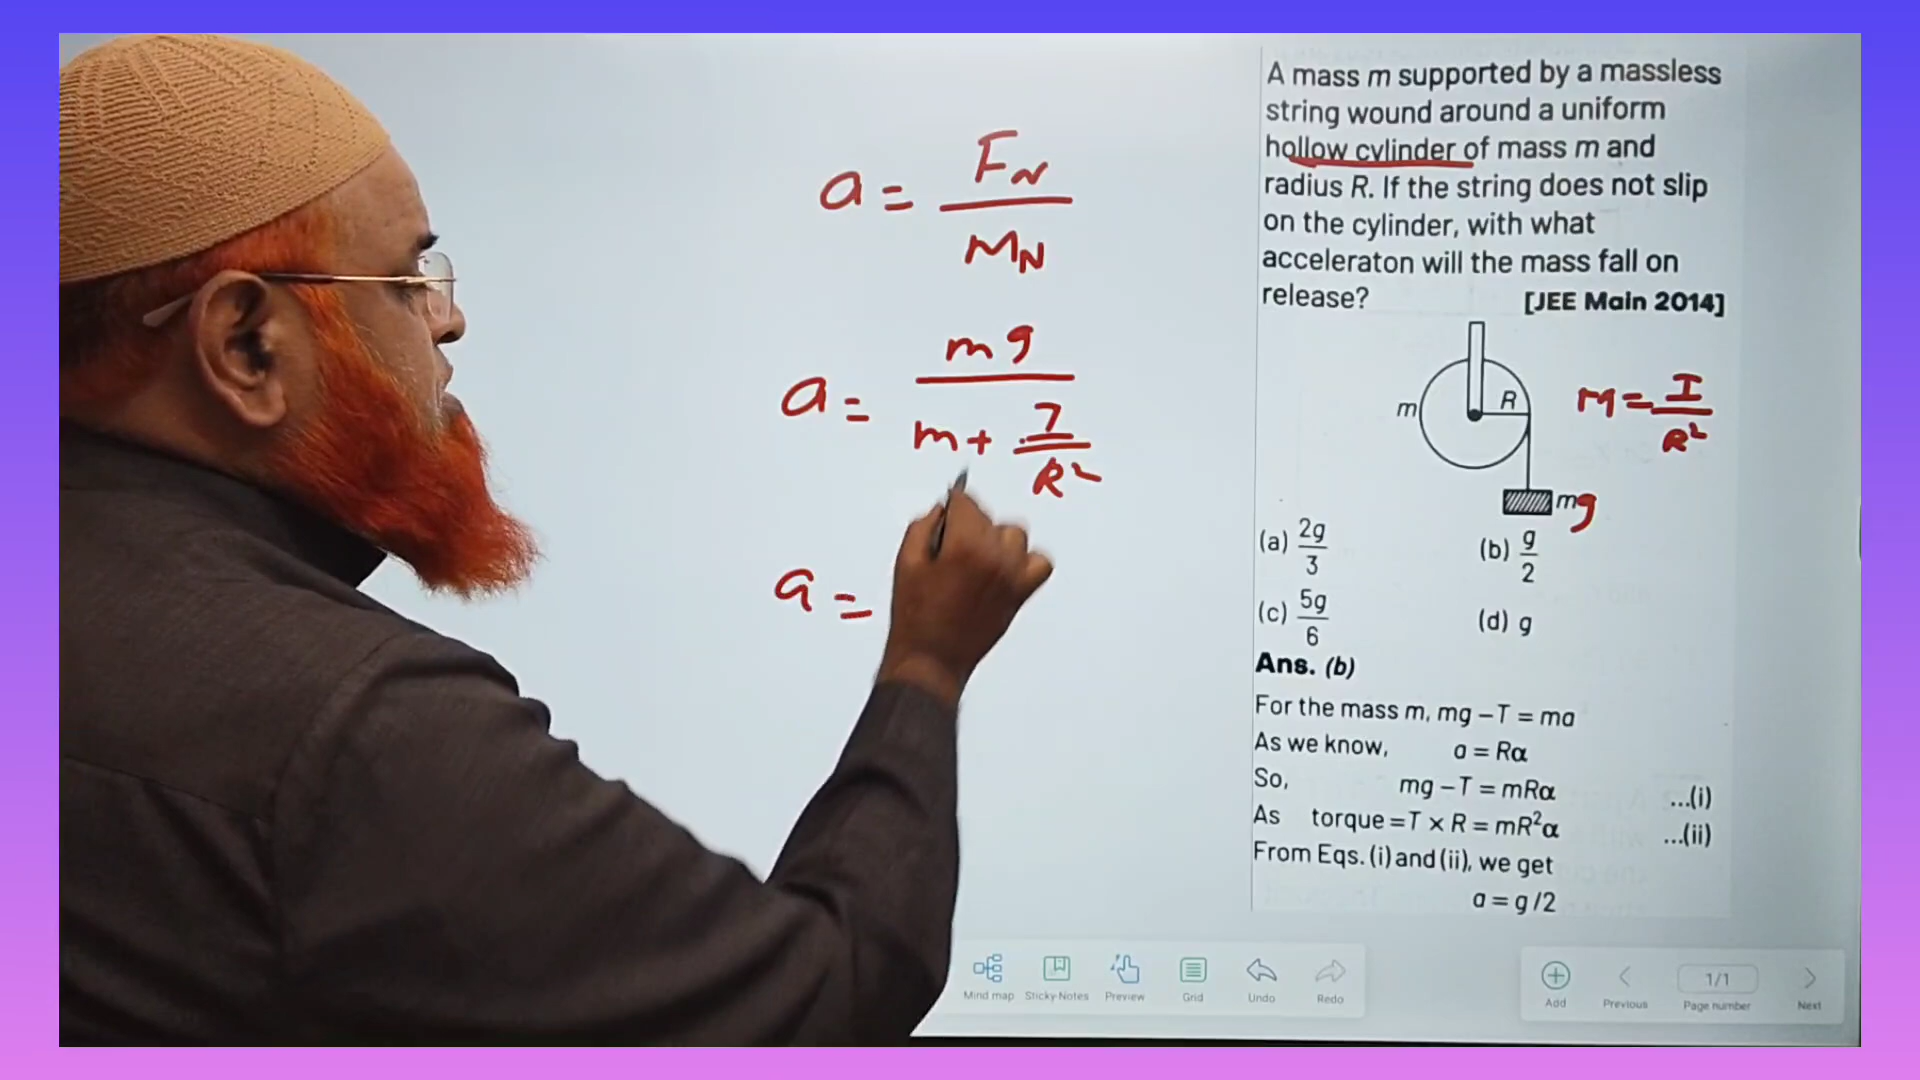 a = F_N / M_N
a = mg / m + I / R²
a =
A mass m supported by a massless
string wound around a uniform
hollow cylinder of mass m and
radius R. If the string does not slip
on the cylinder, with what
acceleraton will the mass fall on
release? [JEE Main 2014]
m R M = I / R²
mg
(a) 2g/3 (b) g/2
(c) 5g/6 (d) g
Ans. (b)
For the mass m, mg – T = ma
As we know, a = Rα
So, mg – T = mRα ...(i)
As torque = T × R = mR²α ...(ii)
From Eqs. (i) and (ii), we get
a = g/2
Mind map Sticky Notes Preview Grid Undo Redo
Add Previous 1/1 Page number Next